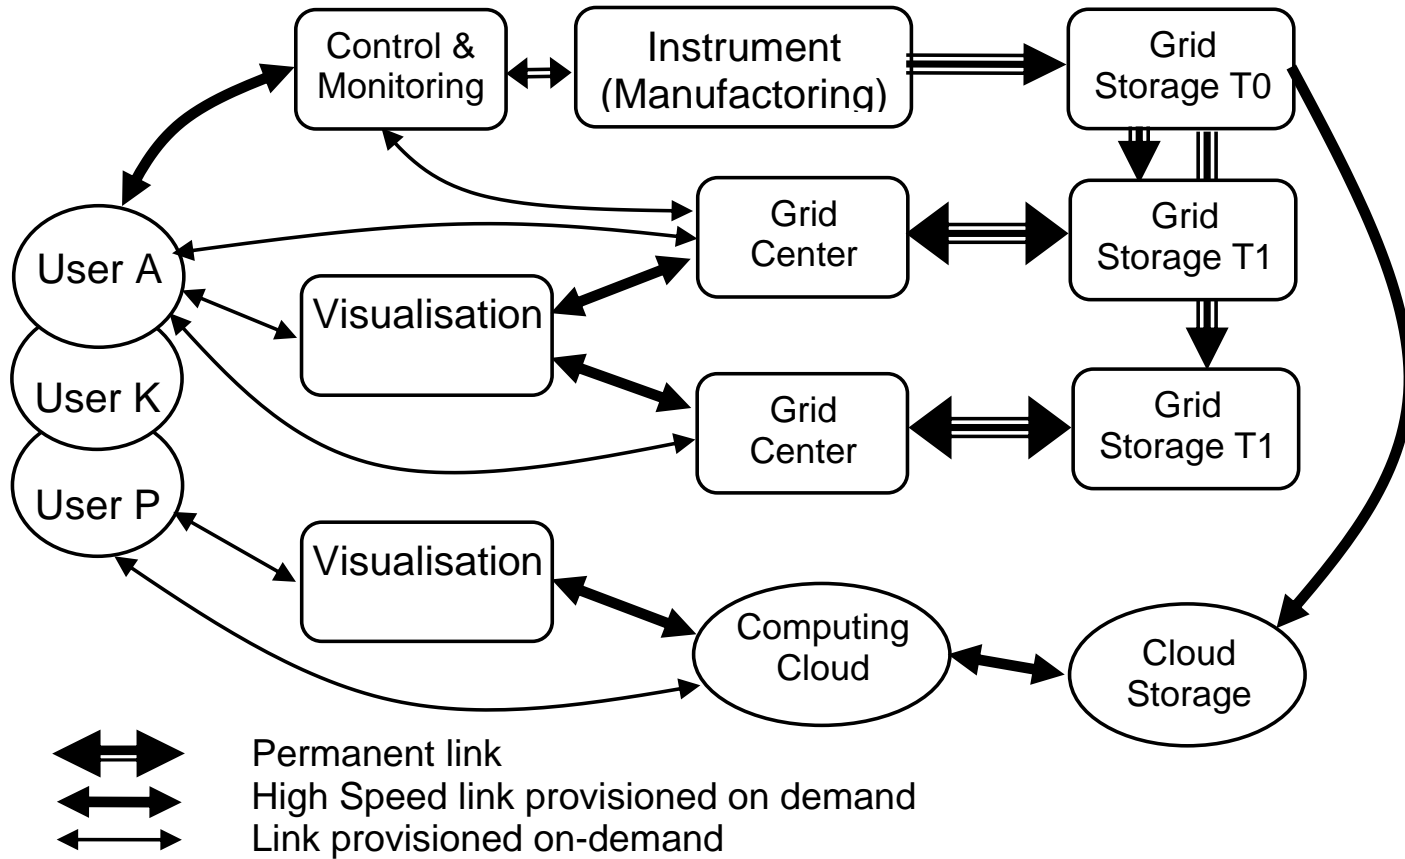 Control &
Monitoring
Instrument
(Manufactoring)
Grid
Storage T0
Grid
Center
Grid
Storage T1
User A
Visualisation
User K
Grid
Center
Grid
Storage T1
User P
Visualisation
Computing
Cloud
Cloud
Storage
Permanent link
High Speed link provisioned on demand
Link provisioned on-demand